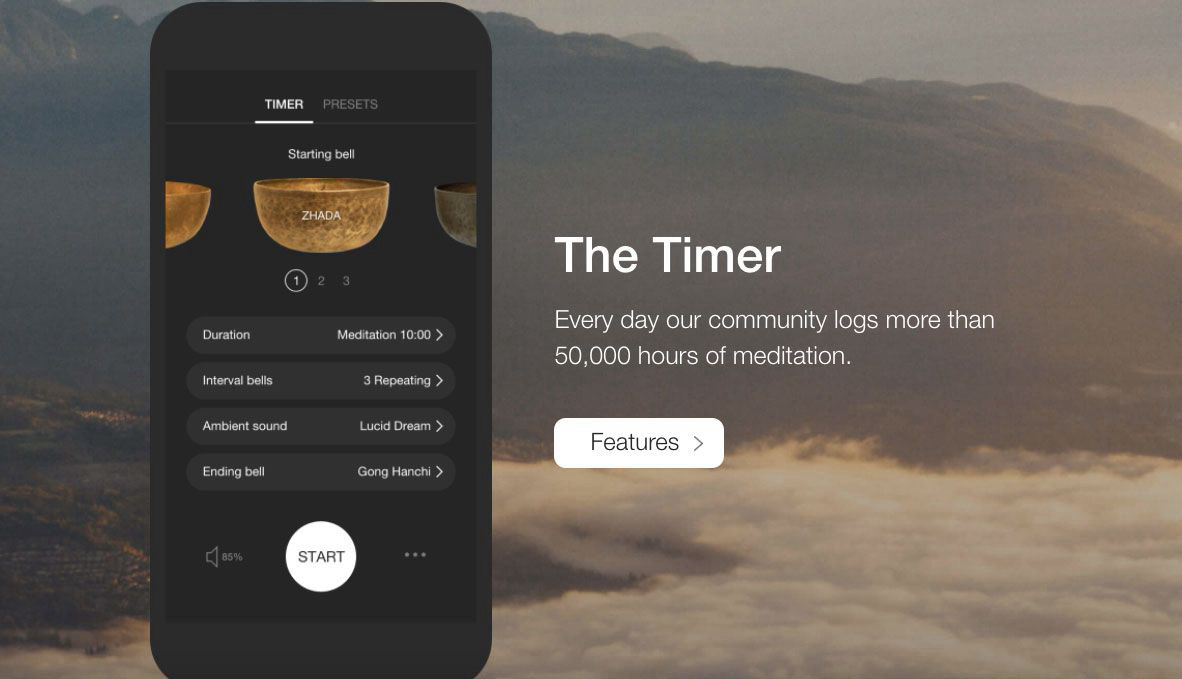 TIMER PRESETS
Starting bell
ZHADA
1 2 3
Duration Meditation 10:00
Interval bells 3 Repeating
Ambient sound Lucid Dream
Ending bell Gong Hanchi
85% START
The Timer
Every day our community logs more than
50,000 hours of meditation.
Features